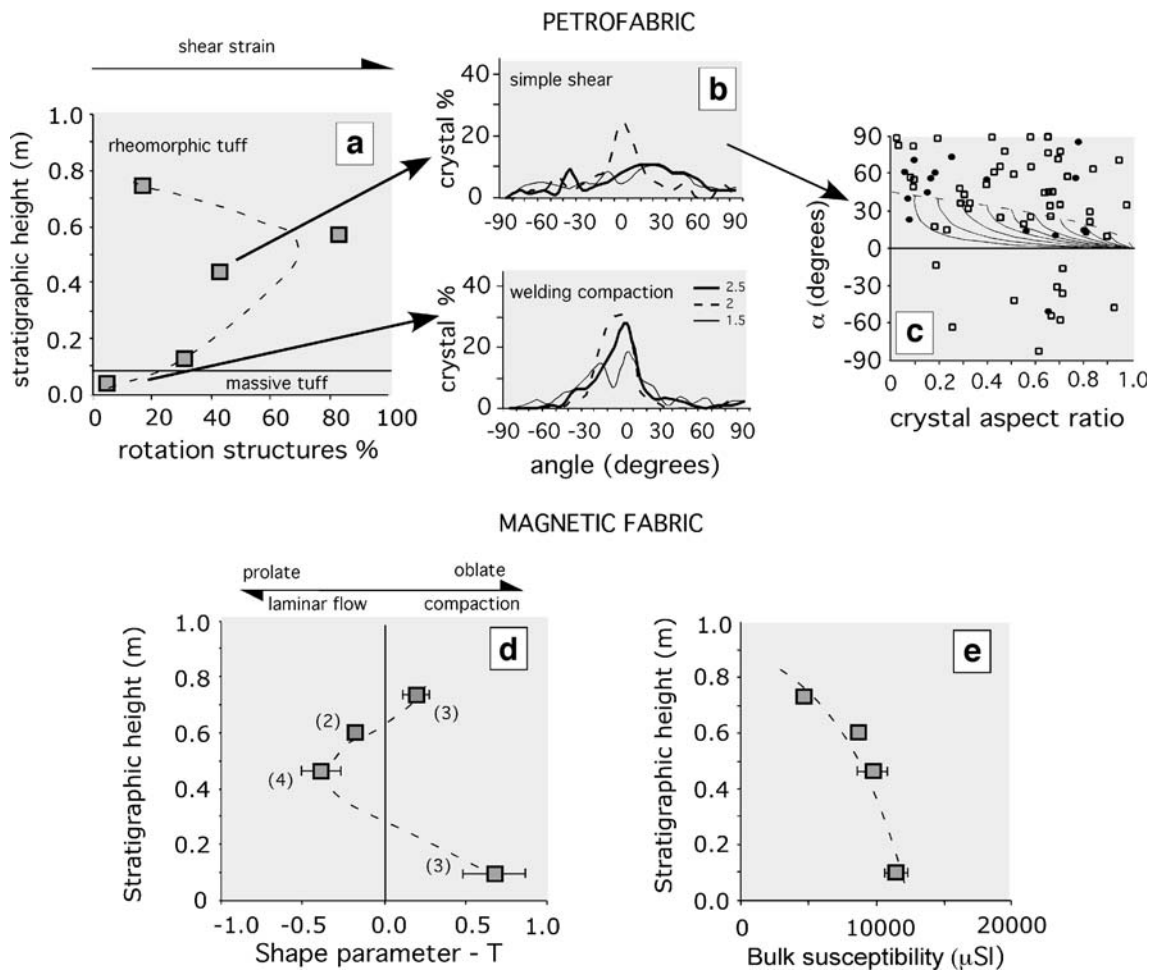 PETROFABRIC
shear strain
a
rheomorphic tuff
massive tuff
stratigraphic height (m)
1.0
0.8
0.6
0.4
0.2
0.0
0 20 40 60 80 100
rotation structures %
b
simple shear
crystal %
40
20
0
-90 -60 -30 0 30 60 90
welding compaction
2.5
2
1.5
crystal %
40
20
0
-90 -60 -30 0 30 60 90
angle (degrees)
c
α (degrees)
90
60
30
0
-30
-60
-90
0 0.2 0.4 0.6 0.8 1.0
crystal aspect ratio
MAGNETIC FABRIC
prolate oblate
laminar flow compaction
d
Stratigraphic height (m)
1.0
0.8
0.6
0.4
0.2
0
(3)
(2)
(4)
(3)
-1.0 -0.5 0.0 0.5 1.0
Shape parameter - T
e
Stratigraphic height (m)
1.0
0.8
0.6
0.4
0.2
0.0
0 10000 20000
Bulk susceptibility (μSI)